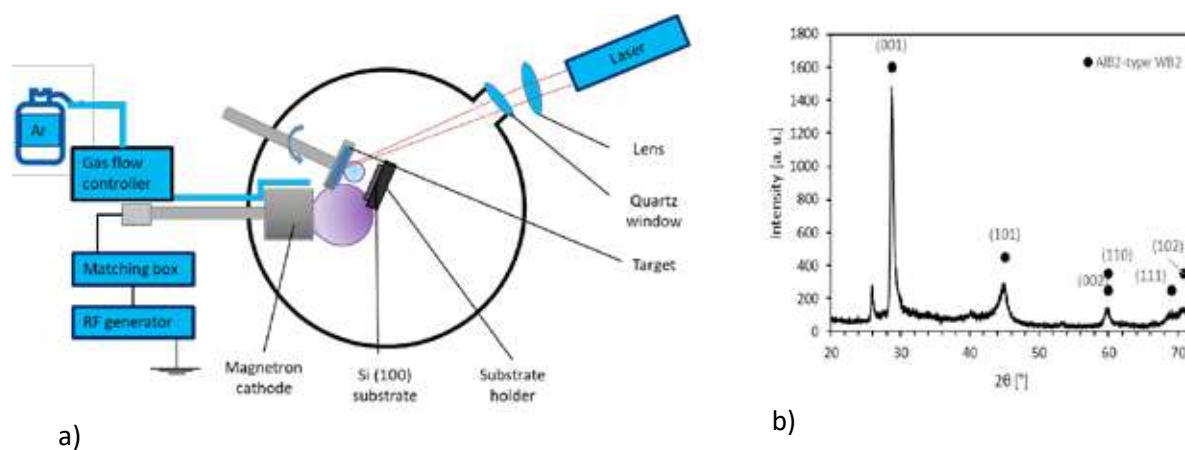 Ar
Gas flow
controller
Matching box
RF generator
Magnetron
cathode
Si (100)
substrate
Substrate
holder
Laser
Lens
Quartz
window
Target
a)
Intensity [a. u.]
1800
1600
1400
1200
1000
800
600
400
200
0
20
30
40
50
60
70
2θ [°]
(001)
● AlB2-type WB2
(101)
(110)
(002)
(102)
(111)
b)